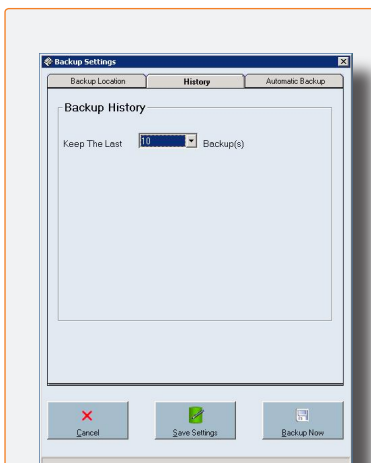 Backup Settings
Backup Location History Automatic Backup
Backup History
Keep The Last 10 Backup(s)
Cancel Save Settings Backup Now